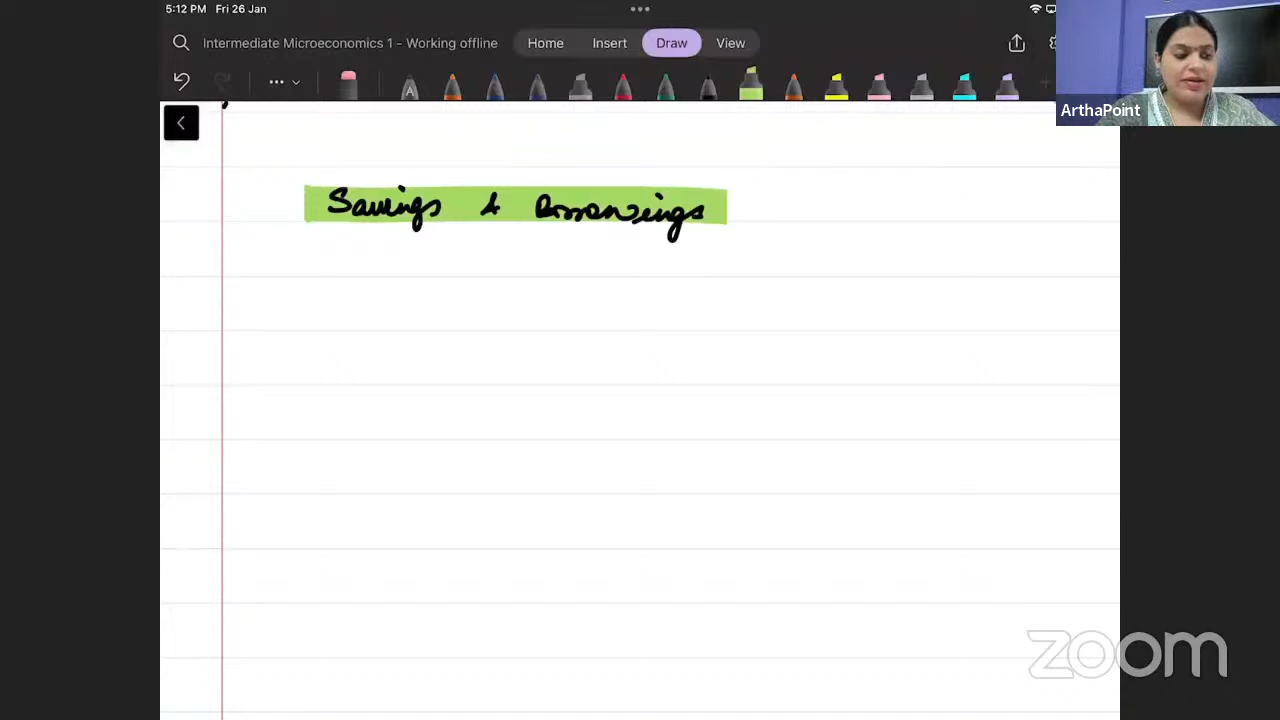 5:12 PM Fri 26 Jan
Intermediate Microeconomics 1 - Working offline Home Insert Draw View
A
ArthaPoint
Savings & Borrowings
zoom